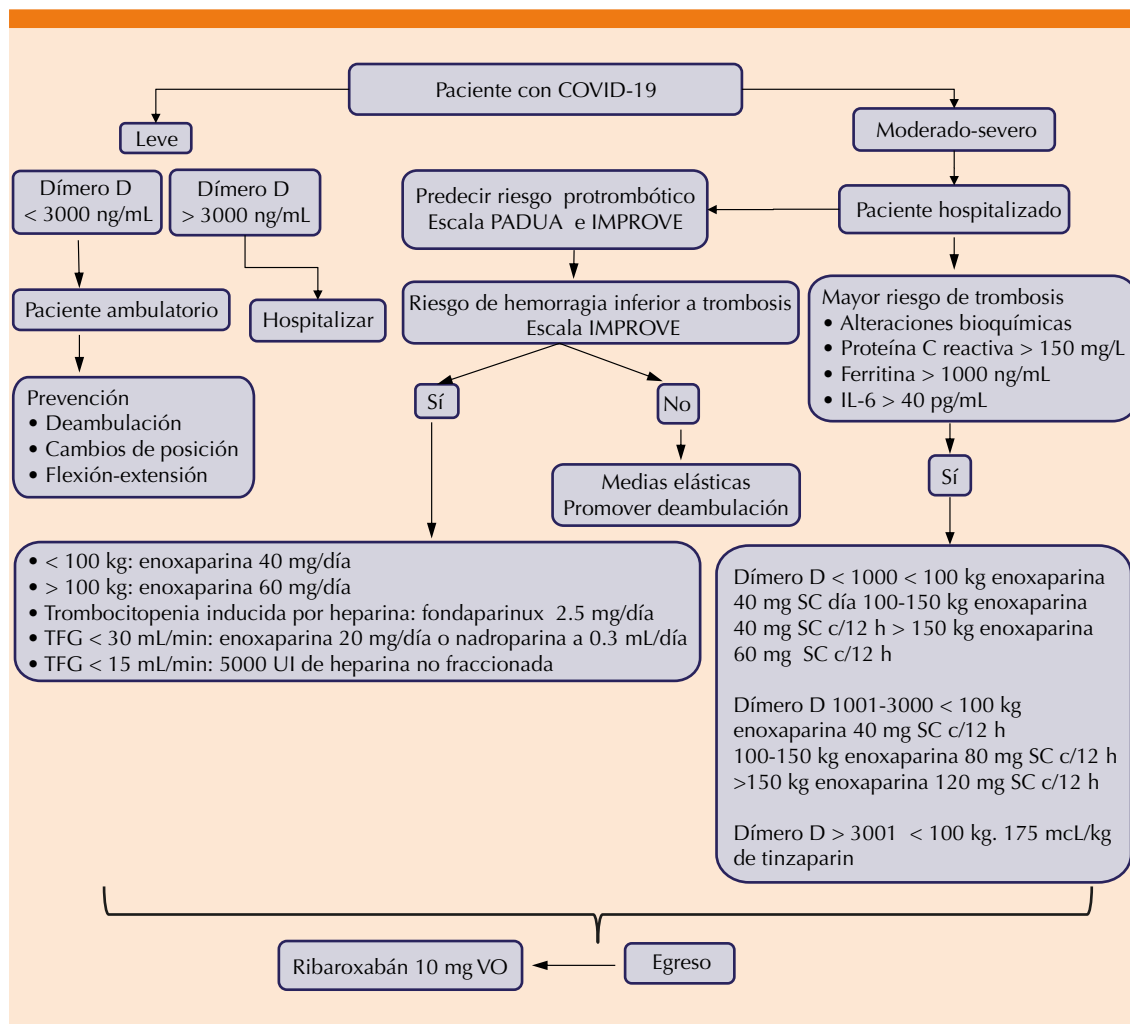 Paciente con COVID-19
Leve
Moderado-severo
Dímero D
< 3000 ng/mL
Dímero D
> 3000 ng/mL
Predecir riesgo protrombótico
Escala PADUA e IMPROVE
Paciente hospitalizado
Paciente ambulatorio
Hospitalizar
Riesgo de hemorragia inferior a trombosis
Escala IMPROVE
Mayor riesgo de trombosis
• Alteraciones bioquímicas
• Proteína C reactiva > 150 mg/L
• Ferritina > 1000 ng/mL
• IL-6 > 40 pg/mL
Prevención
• Deambulación
• Cambios de posición
• Flexión-extensión
Sí
No
Sí
Medias elásticas
Promover deambulación
• < 100 kg: enoxaparina 40 mg/día
• > 100 kg: enoxaparina 60 mg/día
• Trombocitopenia inducida por heparina: fondaparinux 2.5 mg/día
• TFG < 30 mL/min: enoxaparina 20 mg/día o nadroparina a 0.3 mL/día
• TFG < 15 mL/min: 5000 UI de heparina no fraccionada
Dímero D < 1000 < 100 kg enoxaparina
40 mg SC día 100-150 kg enoxaparina
40 mg SC c/12 h > 150 kg enoxaparina
60 mg SC c/12 h
Dímero D 1001-3000 < 100 kg
enoxaparina 40 mg SC c/12 h
100-150 kg enoxaparina 80 mg SC c/12 h
>150 kg enoxaparina 120 mg SC c/12 h
Dímero D > 3001 < 100 kg. 175 mcL/kg
de tinzaparin
Ribaroxabán 10 mg VO
Egreso